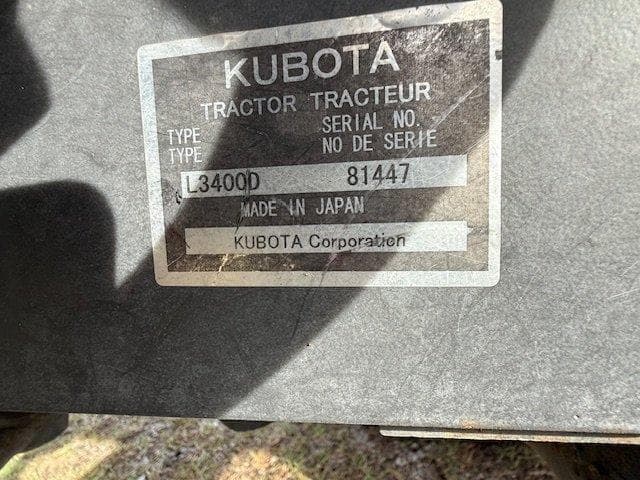 KUBOTA
TRACTOR TRACTEUR
TYPE SERIAL NO.
TYPE NO DE SERIE
L3400D 81447
MADE IN JAPAN
KUBOTA Corporation